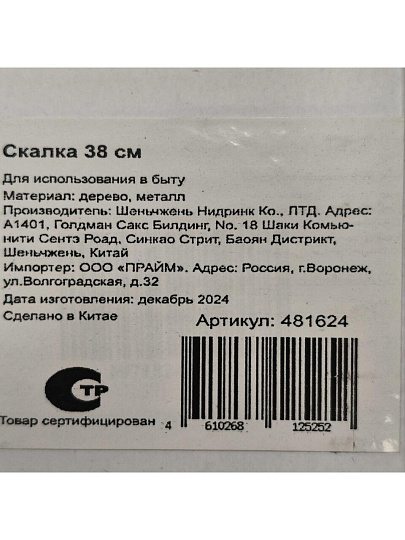 Скалка 38 см
Для использования в быту
Материал: дерево, металл
Производитель: Шеньчжень Нидринк Ко., ЛТД. Адрес:
А1401, Голдман Сакс Билдинг, No. 18 Шаки Комью-
нити Сентэ Роад, Синкао Стрит, Баоян Дистрикт,
Шеньчжень, Китай
Импортер: ООО «ПРАЙМ». Адрес: Россия, г.Воронеж,
ул.Волгоградская, д.32
Дата изготовления: декабрь 2024
Сделано в Китае
Артикул: 481624
СТР
Товар сертифицирован
4 610268 125252